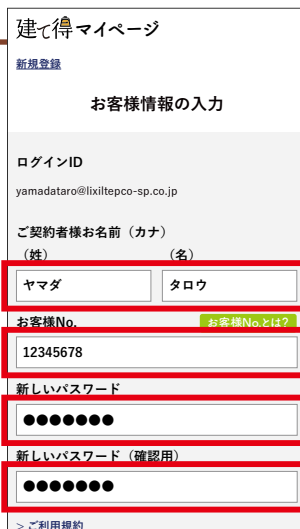 建て得マイページ
新規登録
お客様情報の入力
ログインID
yamadataro@lixiltepco-sp.co.jp
ご契約者様お名前（カナ）
（姓） （名）
ヤマダ タロウ
お客様No. お客様No.とは?
12345678
新しいパスワード
●●●●●●●
新しいパスワード（確認用）
●●●●●●●
> ご利用規約